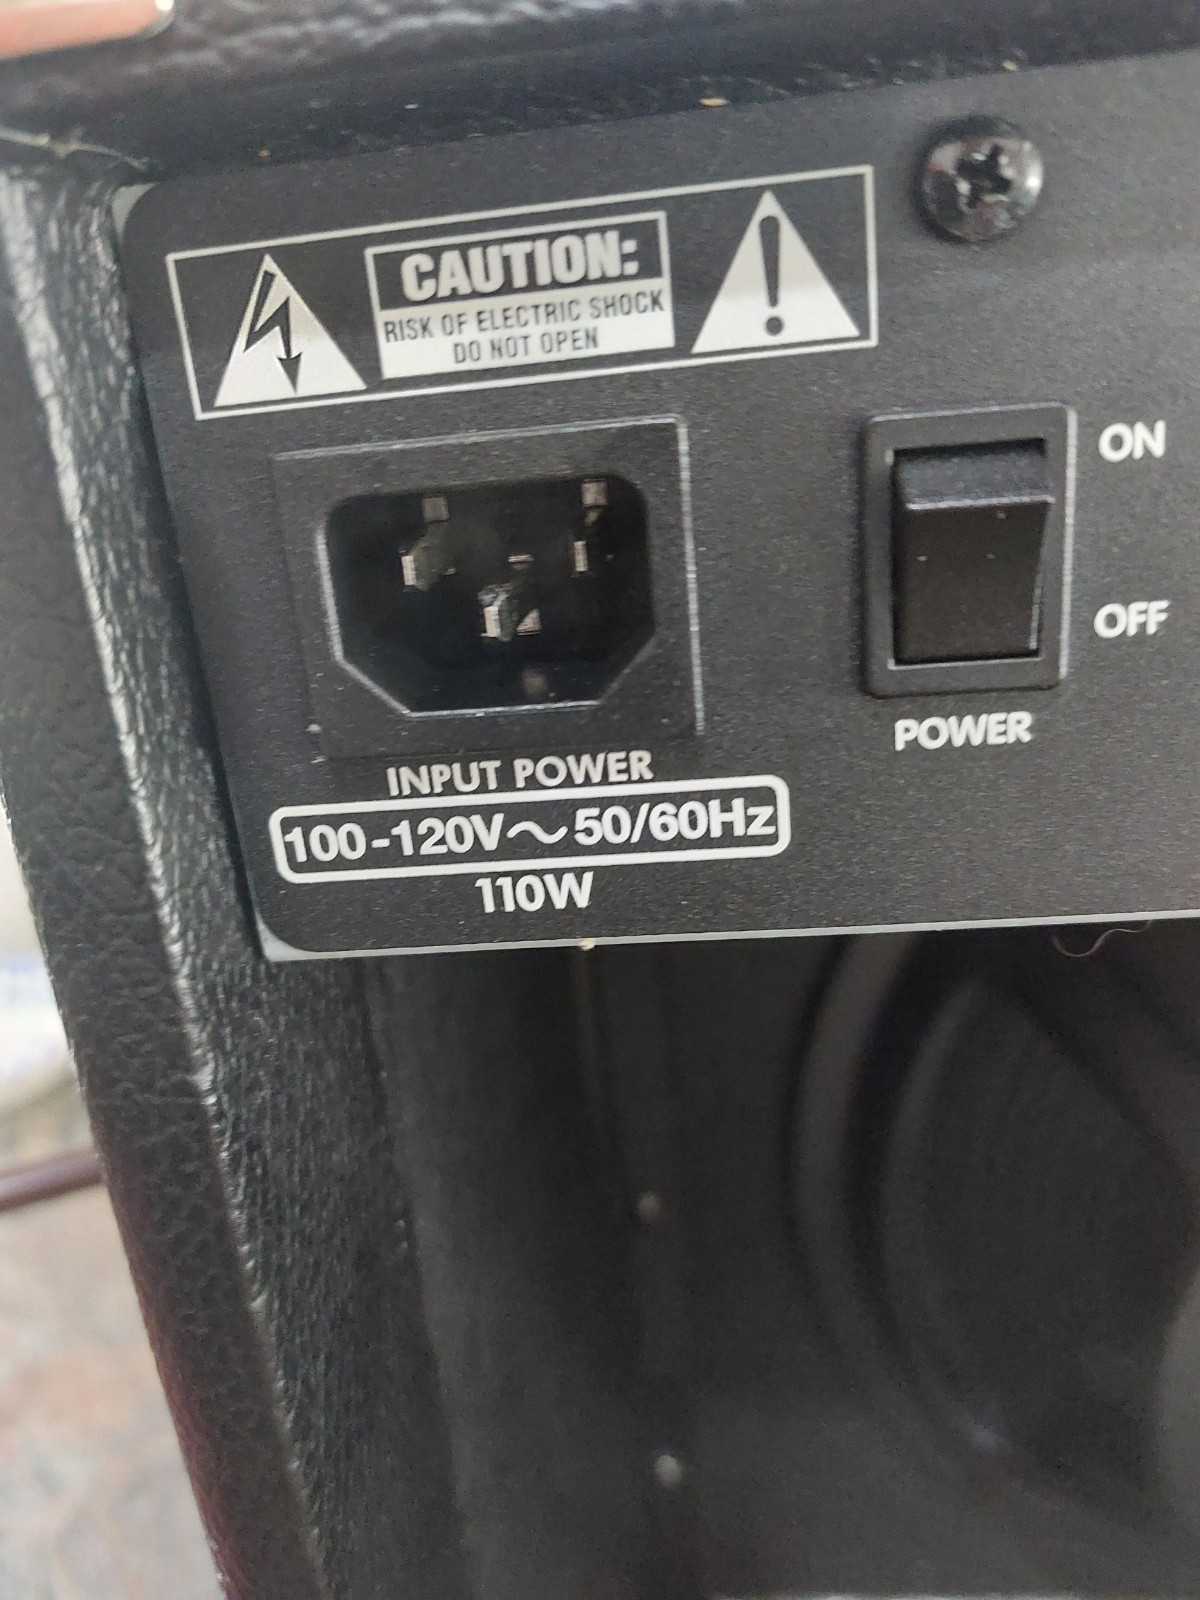 CAUTION:
RISK OF ELECTRIC SHOCK
DO NOT OPEN
ON
OFF
POWER
INPUT POWER
100-120V～50/60Hz
110W